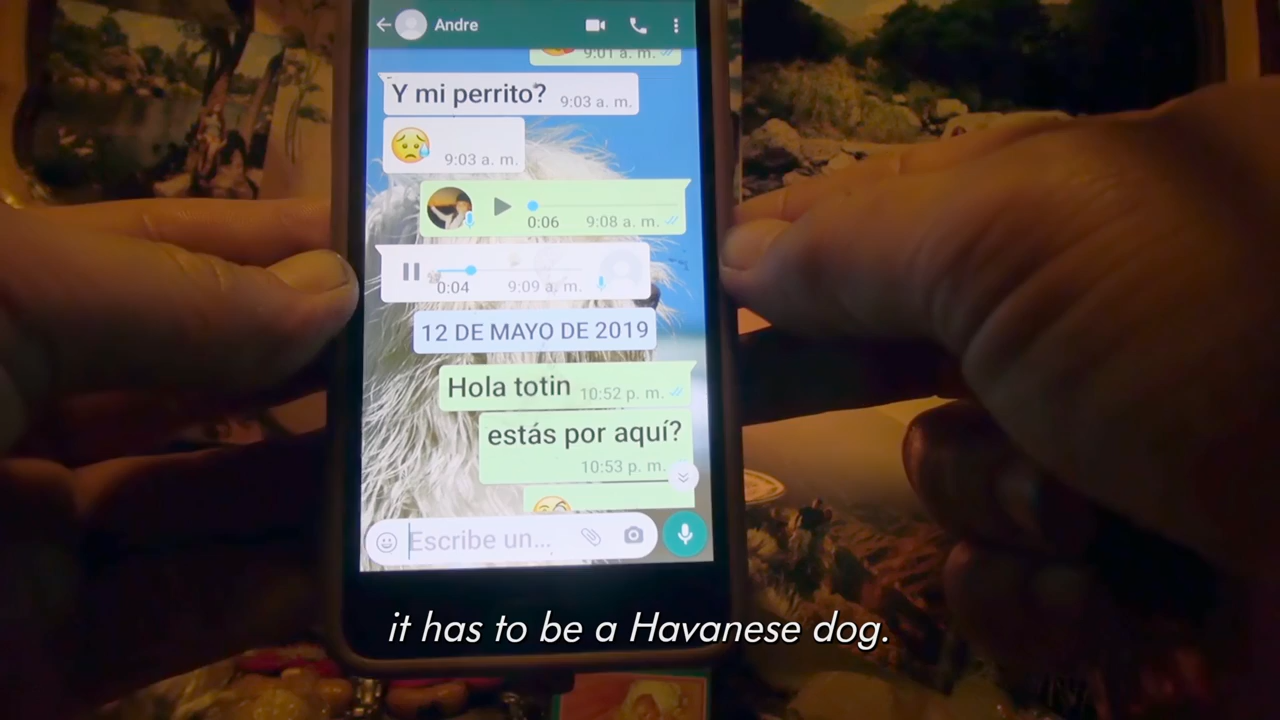 Andre
9:01 a. m.
Y mi perrito? 9:03 a. m.
9:03 a. m.
0:06 9:08 a. m.
0:04 9:09 a. m.
12 DE MAYO DE 2019
Hola totin 10:52 p. m.
estás por aquí?
10:53 p. m.
Escribe un...
it has to be a Havanese dog.